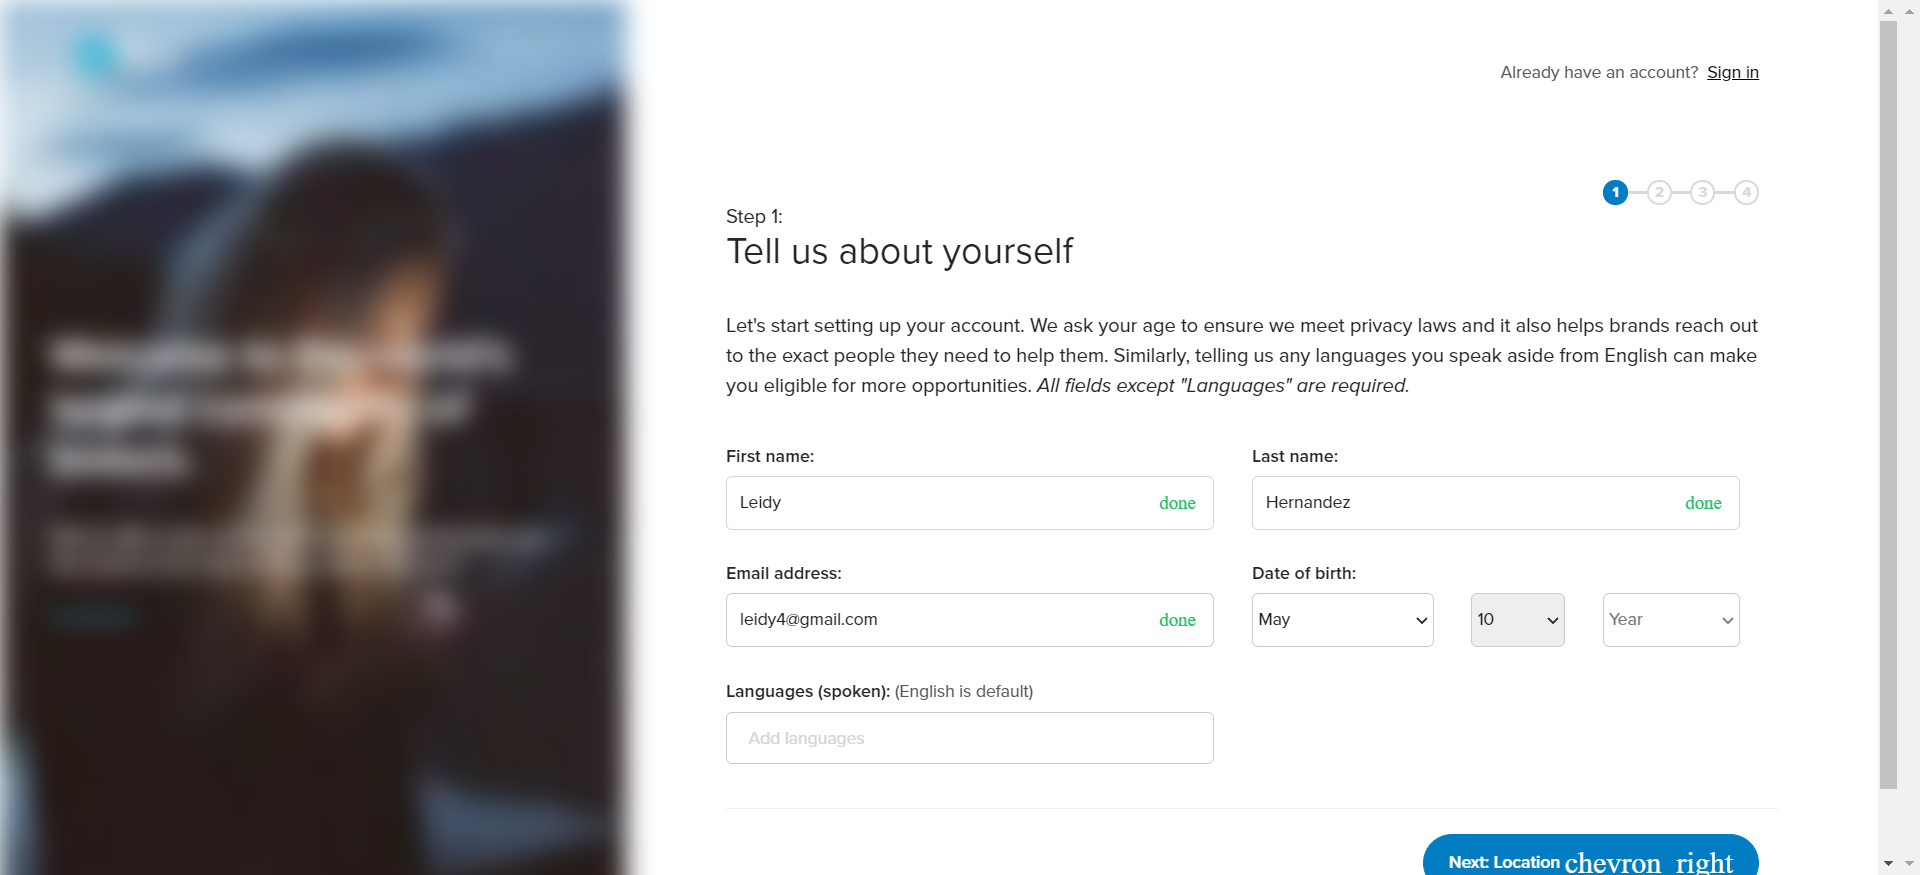 Already have an account? Sign in
1 2 3 4
Step 1:
Tell us about yourself
Let's start setting up your account. We ask your age to ensure we meet privacy laws and it also helps brands reach out
to the exact people they need to help them. Similarly, telling us any languages you speak aside from English can make
you eligible for more opportunities. All fields except "Languages" are required.
First name:
Last name:
Leidy done
Hernandez done
Email address:
Date of birth:
leidy4@gmail.com done
May 10 Year
Languages (spoken): (English is default)
Add languages
Next: Location chevron_right